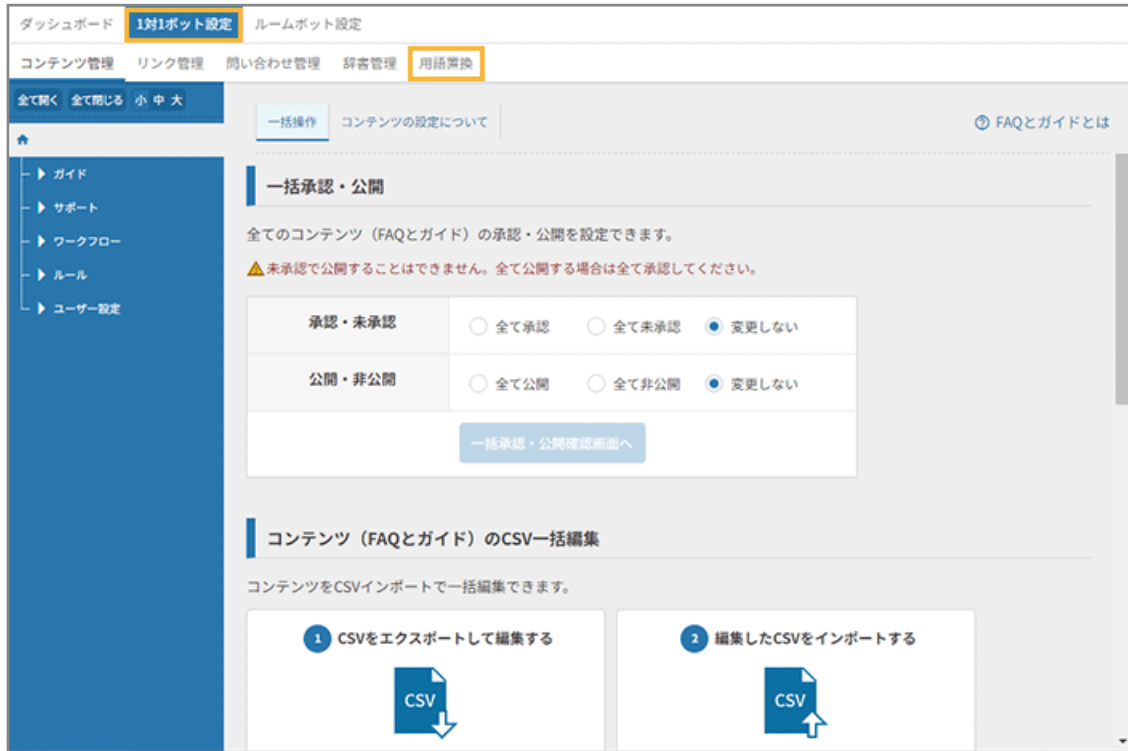 ダッシュボード 1対1ボット設定 ルームボット設定
コンテンツ管理 リンク管理 問い合わせ管理 辞書管理 用語置換
全て開く 全て閉じる 小 中 大
一括操作 コンテンツの設定について
? FAQとガイドとは
ガイド
サポート
ワークフロー
ルール
ユーザー設定
一括承認・公開
全てのコンテンツ(FAQとガイド)の承認・公開を設定できます。
未承認で公開することはできません。全て公開する場合は全て承認してください。
承認・未承認 全て承認 全て未承認 変更しない
公開・非公開 全て公開 全て非公開 変更しない
一括承認・公開確認画面へ
コンテンツ(FAQとガイド)のCSV一括編集
コンテンツをCSVインポートで一括編集できます。
1 CSVをエクスポートして編集する
CSV
2 編集したCSVをインポートする
CSV